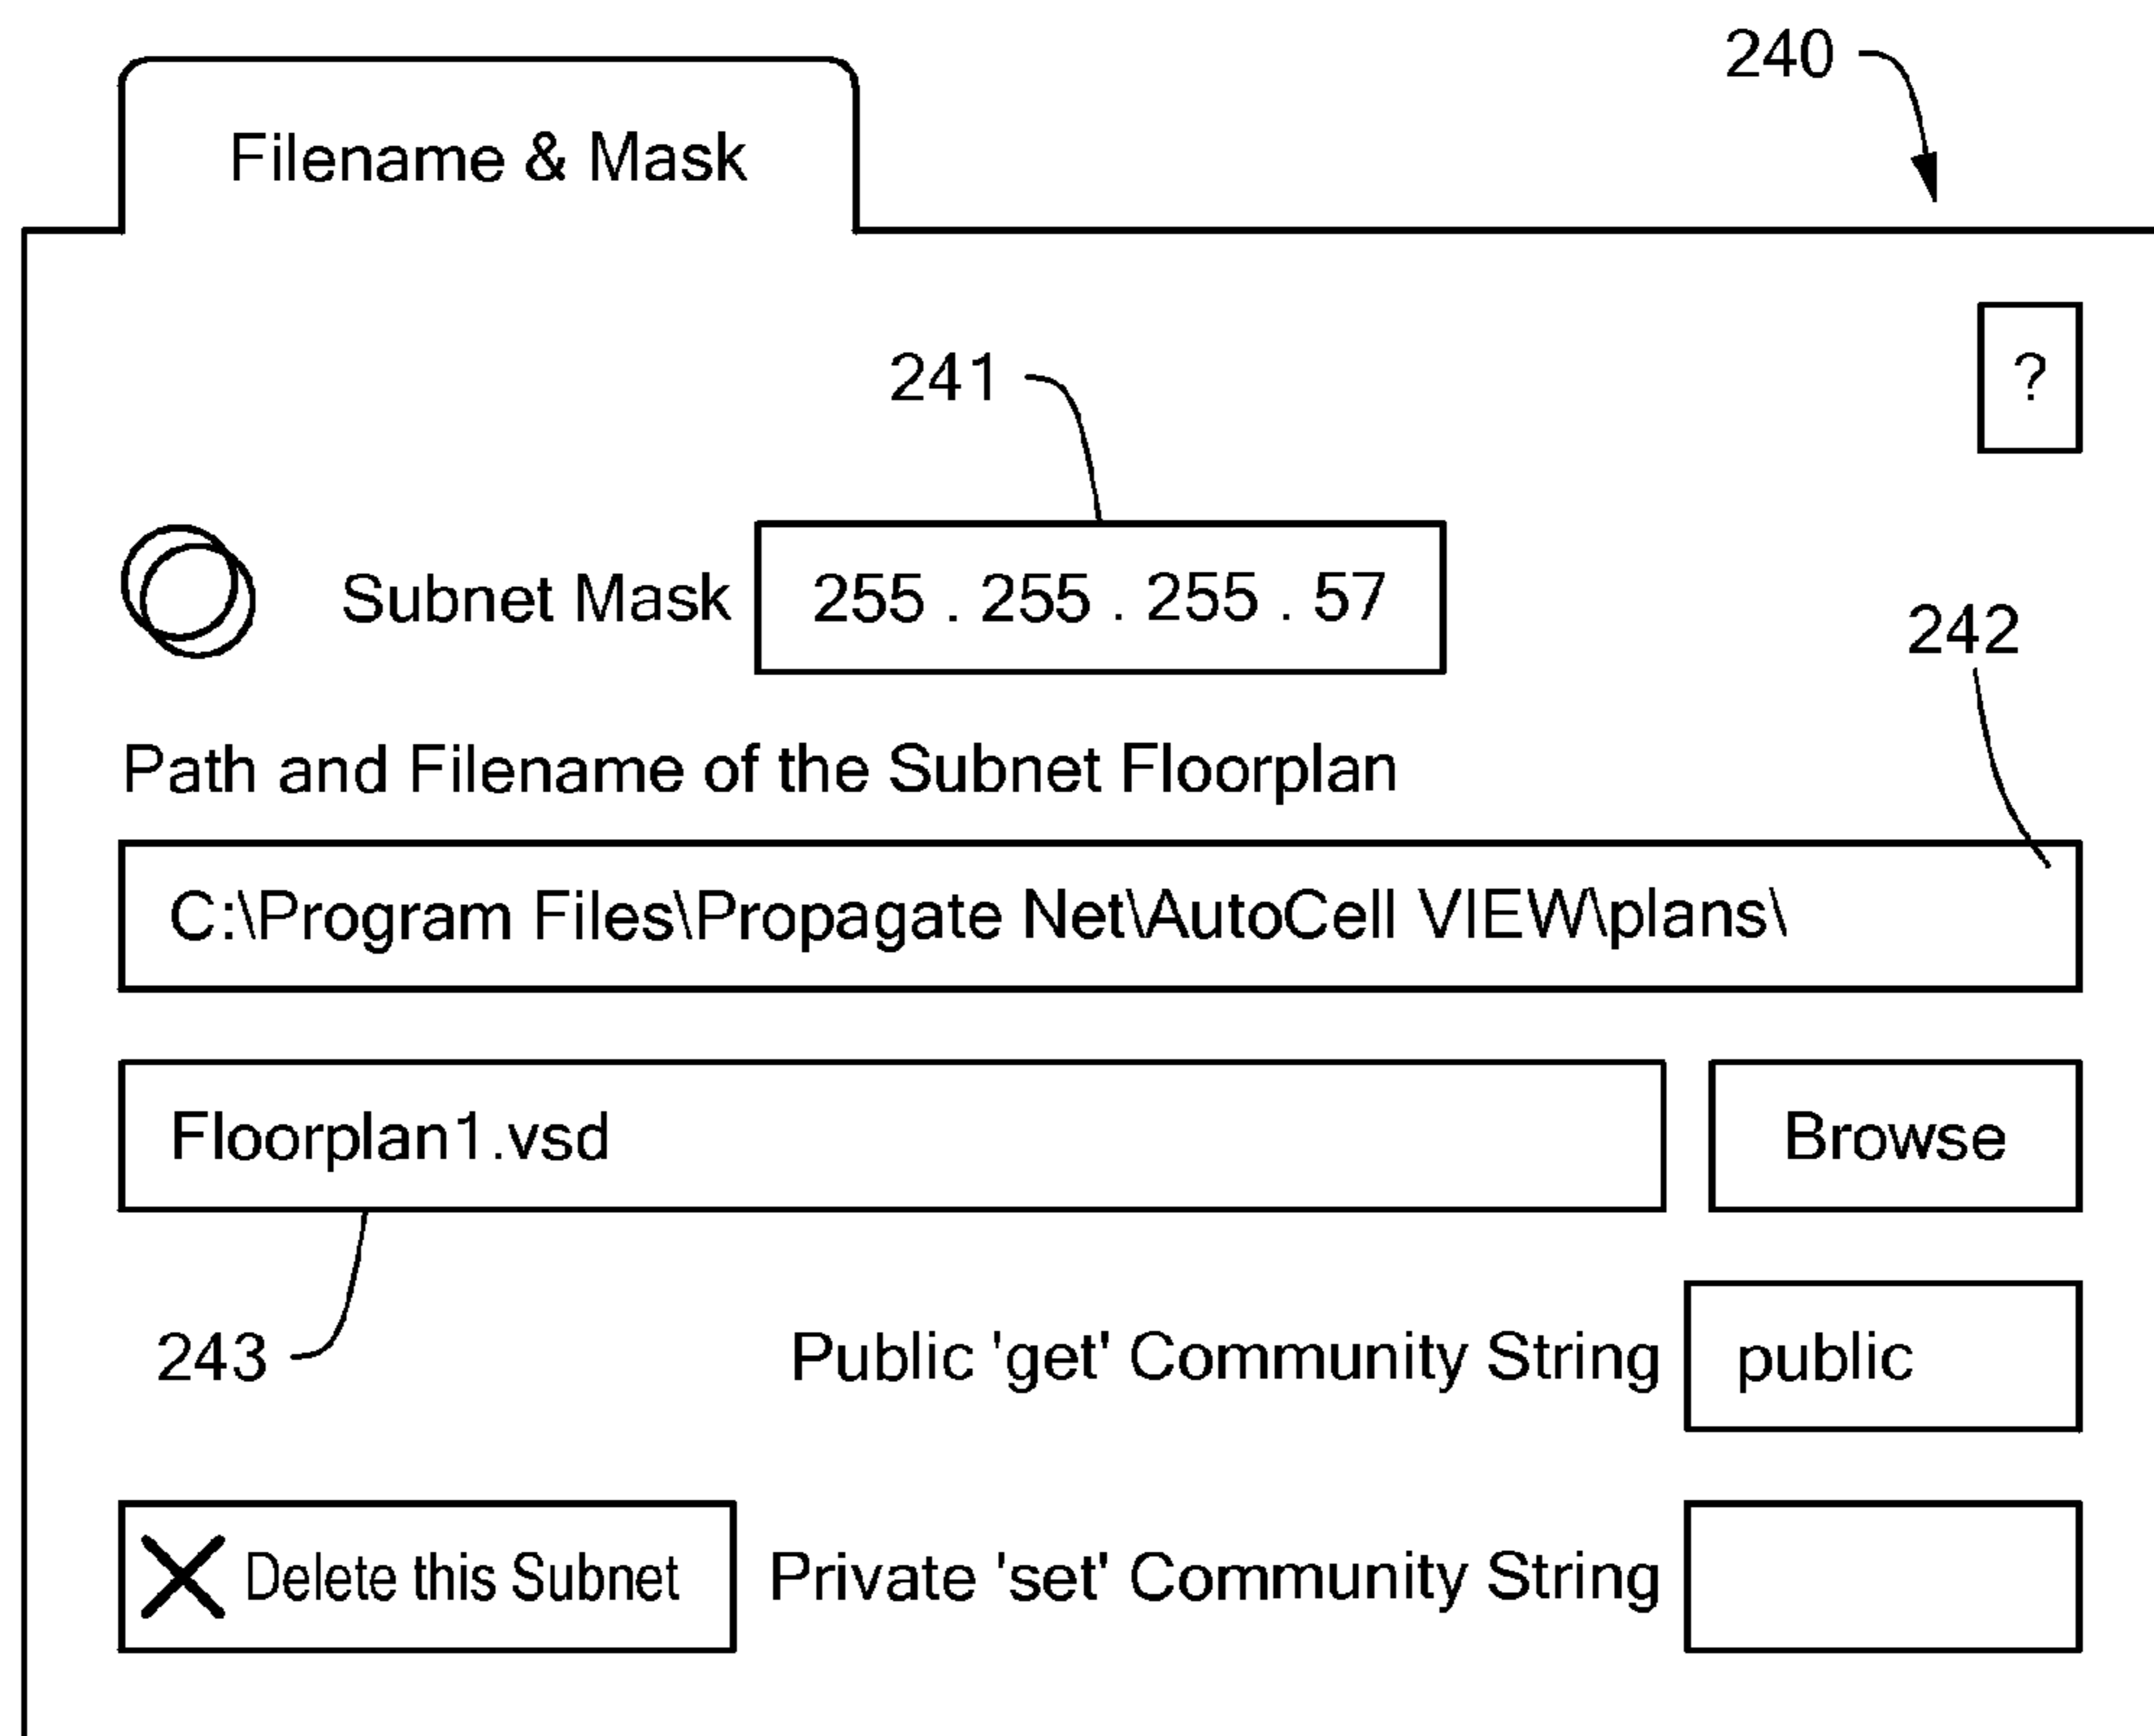 240
Filename & Mask
?
241
Subnet Mask 255 . 255 . 255 . 57
242
Path and Filename of the Subnet Floorplan
C:\Program Files\Propagate Net\AutoCell VIEW\plans\
Floorplan1.vsd Browse
243 Public 'get' Community String public
Delete this Subnet Private 'set' Community String